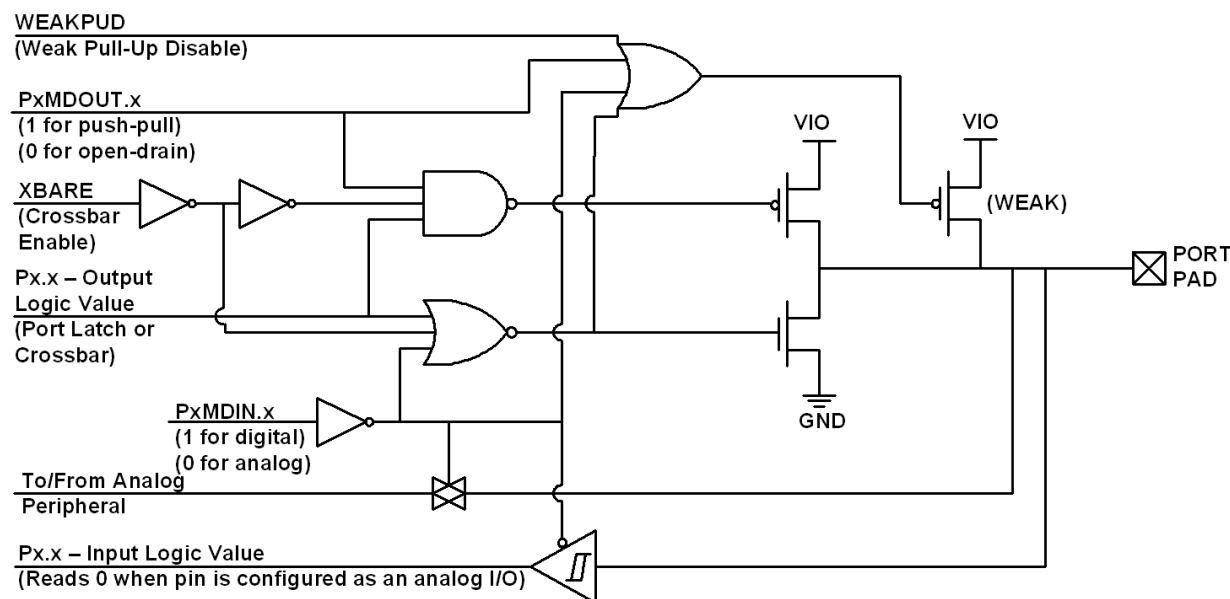 WEAKPUD
(Weak Pull-Up Disable)
PxMDOUT.x
(1 for push-pull)
(0 for open-drain)
XBARE
(Crossbar
Enable)
Px.x – Output
Logic Value
(Port Latch or
Crossbar)
PxMDIN.x
(1 for digital)
(0 for analog)
To/From Analog
Peripheral
Px.x – Input Logic Value
(Reads 0 when pin is configured as an analog I/O)
VIO
VIO
(WEAK)
PORT
PAD
GND